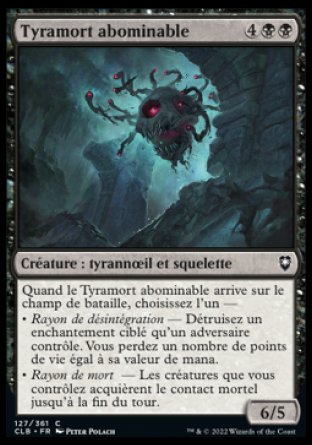 Tyramort abominable 4
Créature : tyrannœil et squelette
Quand le Tyramort abominable arrive sur le
champ de bataille, choisissez l'un —
• Rayon de désintégration — Détruisez un
enchantement ciblé qu'un adversaire
contrôle. Vous perdez un nombre de points
de vie égal à sa valeur de mana.
• Rayon de mort — Les créatures que vous
contrôlez acquièrent le contact mortel
jusqu'à la fin du tour.
6/5
127/361 C
CLB • FR Peter Polach
™ & © 2022 Wizards of the Coast